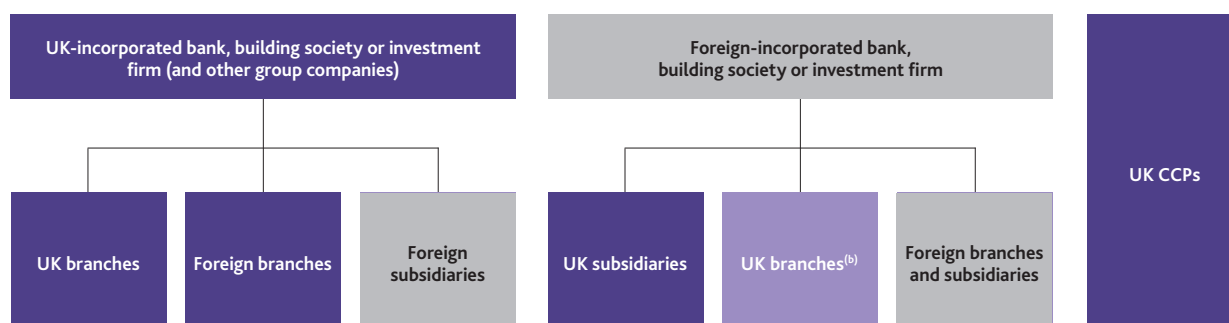 UK-incorporated bank, building society or investment
firm (and other group companies)
Foreign-incorporated bank,
building society or investment firm
UK CCPs
UK branches
Foreign branches
Foreign
subsidiaries
UK subsidiaries
UK branches(b)
Foreign branches
and subsidiaries